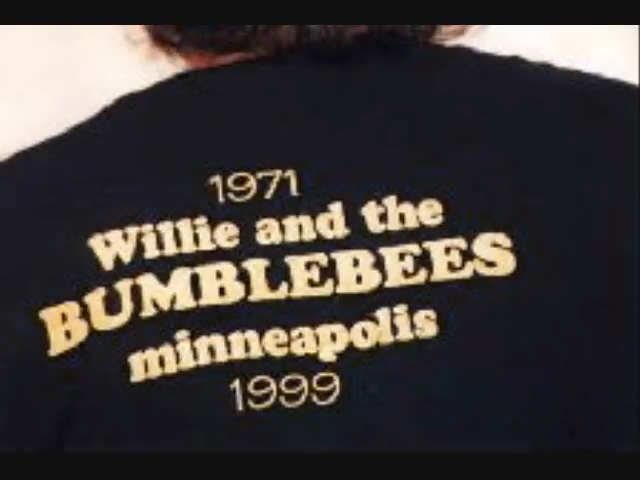 1971
Willie and the
BUMBLEBEES
minneapolis
1999